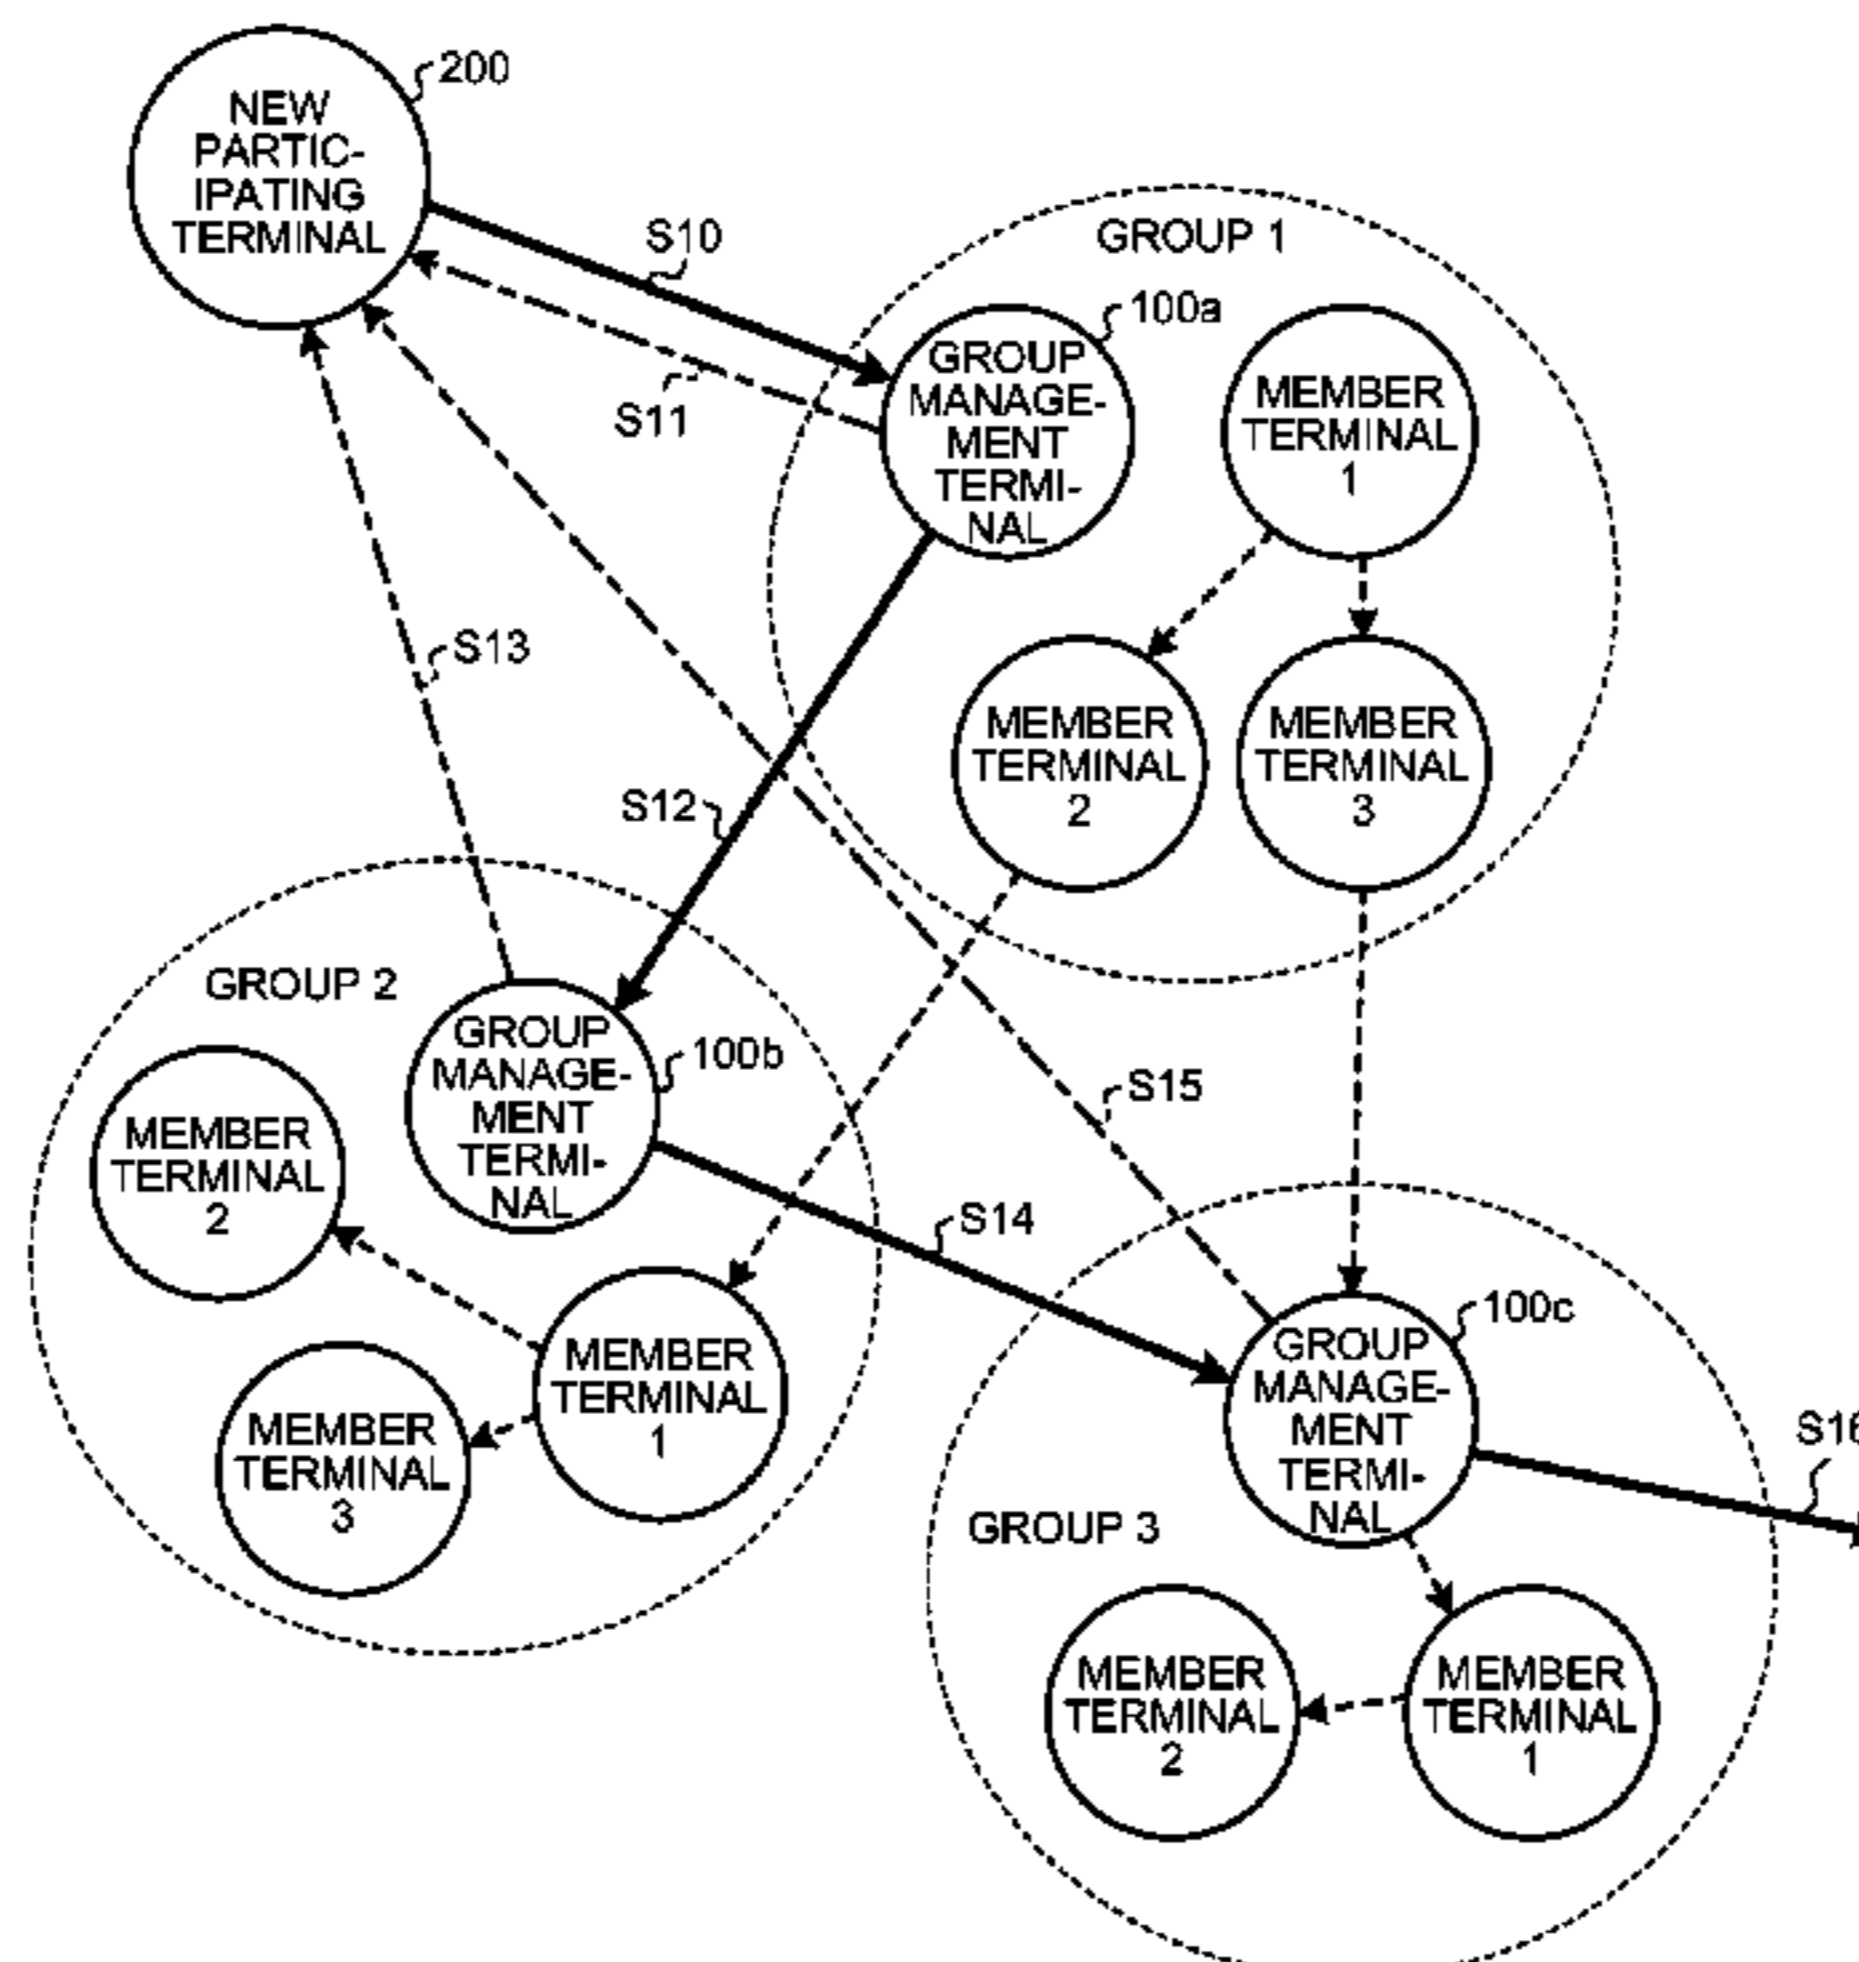 200
NEW
PARTIC-
IPATING
TERMINAL
S10
GROUP 1
100a
S11
GROUP
MANAGE-
MENT
TERMI-
NAL
MEMBER
TERMINAL
1
S13
MEMBER
TERMINAL
2
MEMBER
TERMINAL
3
S12
GROUP 2
GROUP
MANAGE-
MENT
TERMI-
NAL
100b
S15
MEMBER
TERMINAL
2
S14
100c
MEMBER
TERMINAL
1
GROUP
MANAGE-
MENT
TERMI-
NAL
MEMBER
TERMINAL
3
S16
GROUP 3
MEMBER
TERMINAL
2
MEMBER
TERMINAL
1